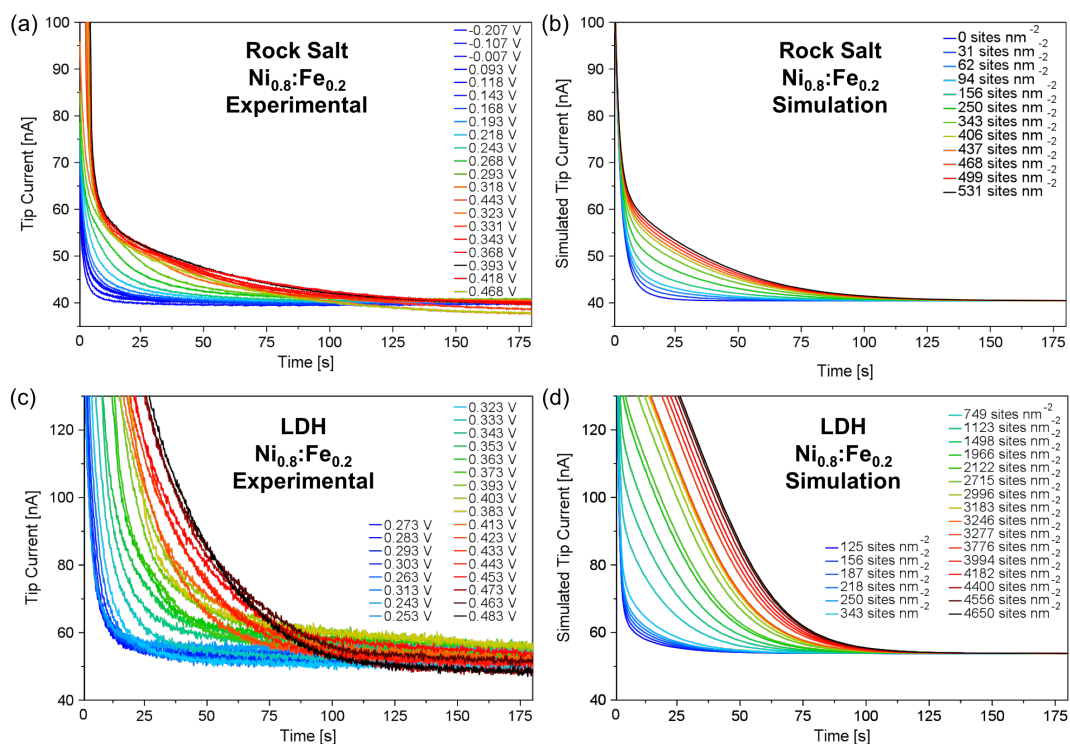 (a)
Rock Salt
Ni0.8:Fe0.2
Experimental
-0.207 V
-0.107 V
-0.007 V
0.093 V
0.118 V
0.143 V
0.168 V
0.193 V
0.218 V
0.243 V
0.268 V
0.293 V
0.318 V
0.443 V
0.323 V
0.331 V
0.343 V
0.368 V
0.393 V
0.418 V
0.468 V
Tip Current [nA]
100
90
80
70
60
50
40
0 25 50 75 100 125 150 175
Time [s]
(b)
Rock Salt
Ni0.8:Fe0.2
Simulation
0 sites nm-2
31 sites nm-2
62 sites nm-2
94 sites nm-2
156 sites nm-2
250 sites nm-2
343 sites nm-2
406 sites nm-2
437 sites nm-2
468 sites nm-2
499 sites nm-2
531 sites nm-2
Simulated Tip Current [nA]
100
90
80
70
60
50
40
0 25 50 75 100 125 150 175
Time [s]
(c)
LDH
Ni0.8:Fe0.2
Experimental
0.273 V
0.283 V
0.293 V
0.303 V
0.263 V
0.313 V
0.243 V
0.253 V
0.323 V
0.333 V
0.343 V
0.353 V
0.363 V
0.373 V
0.393 V
0.403 V
0.383 V
0.413 V
0.423 V
0.433 V
0.443 V
0.453 V
0.473 V
0.463 V
0.483 V
Tip Current [nA]
120
100
80
60
40
0 25 50 75 100 125 150 175
Time [s]
(d)
LDH
Ni0.8:Fe0.2
Simulation
125 sites nm-2
156 sites nm-2
187 sites nm-2
218 sites nm-2
250 sites nm-2
343 sites nm-2
749 sites nm-2
1123 sites nm-2
1498 sites nm-2
1966 sites nm-2
2122 sites nm-2
2715 sites nm-2
2996 sites nm-2
3183 sites nm-2
3246 sites nm-2
3277 sites nm-2
3776 sites nm-2
3994 sites nm-2
4182 sites nm-2
4400 sites nm-2
4556 sites nm-2
4650 sites nm-2
Simulated Tip Current [nA]
120
100
80
60
40
0 25 50 75 100 125 150 175
Time [s]